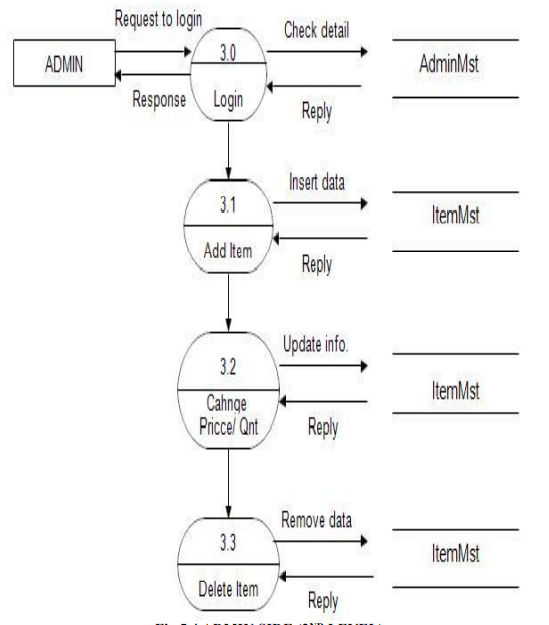 Request to login
Check detail
ADMIN
3.0
AdminMst
Response
Login
Reply
Insert data
3.1
ItemMst
Add Item
Reply
Update info.
3.2
ItemMst
Cahnge
Pricce/ Qnt
Reply
Remove data
3.3
ItemMst
Delete Item
Reply